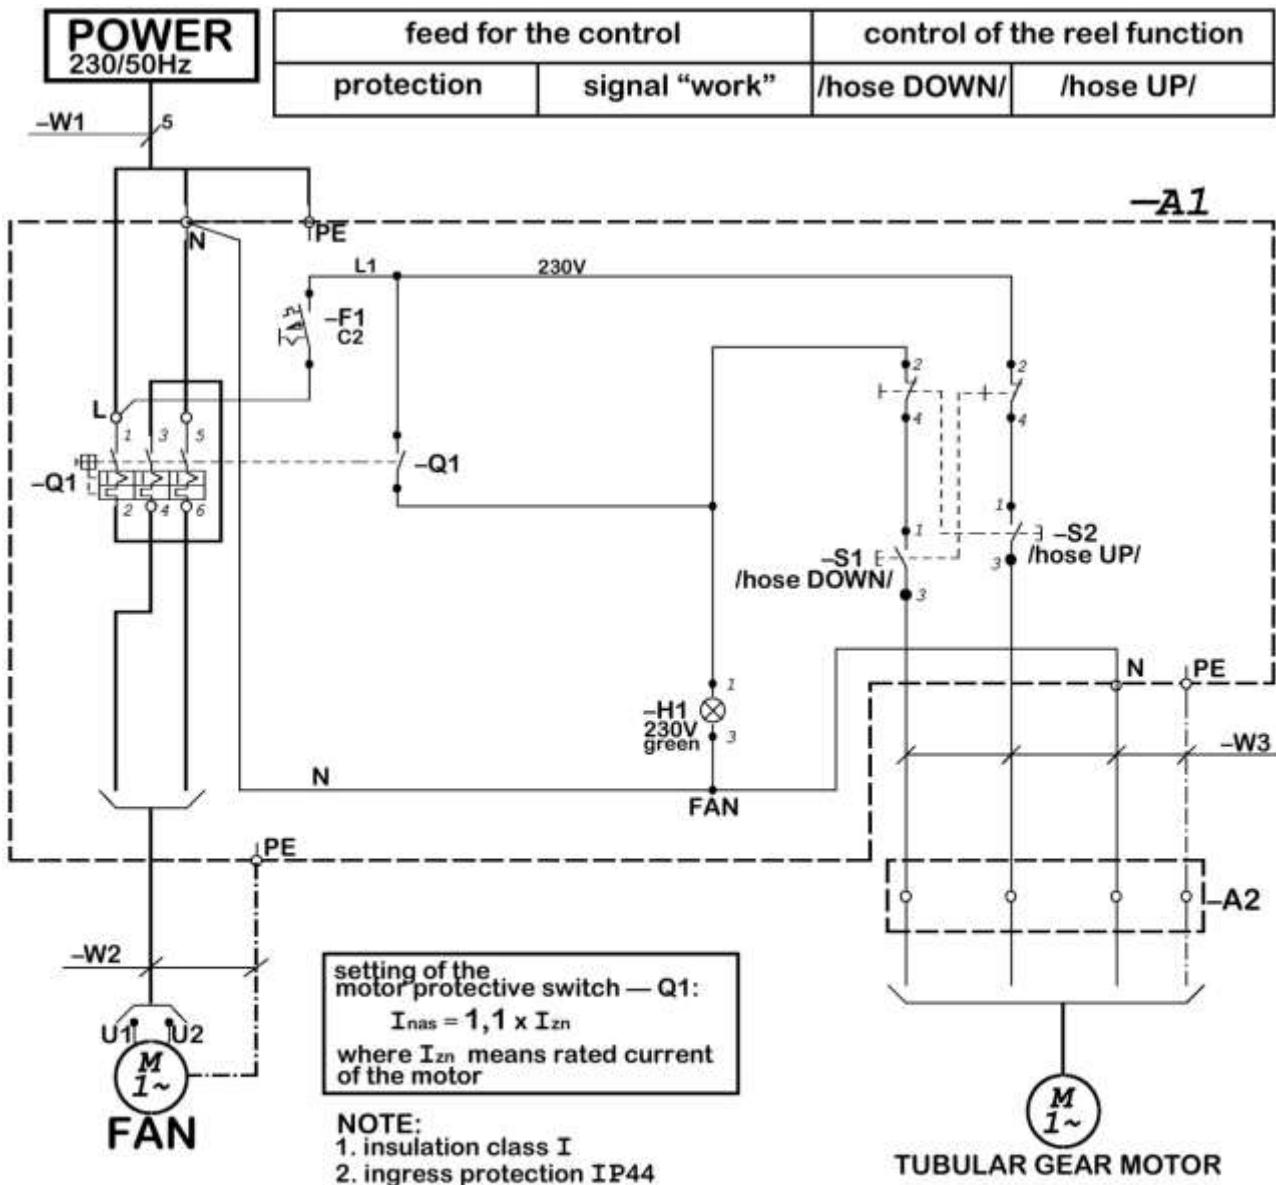 POWER
230/50Hz
feed for the control
control of the reel function
protection
signal "work"
/hose DOWN/
/hose UP/
–W1
5
–A1
N
PE
L1
230V
–F1
C2
2
2
L
4
4
1
3
5
–Q1
–Q1
2
4
6
1
1
–S2
/hose UP/
–S1
3
/hose DOWN/
3
N
PE
1
–H1
230V
green
3
–W3
N
FAN
PE
–A2
–W2
setting of the
motor protective switch — Q1:
Inas = 1,1 x Izn
where Izn means rated current
of the motor
U1
U2
M
1~
FAN
M
1~
TUBULAR GEAR MOTOR
NOTE:
1. insulation class I
2. ingress protection IP44